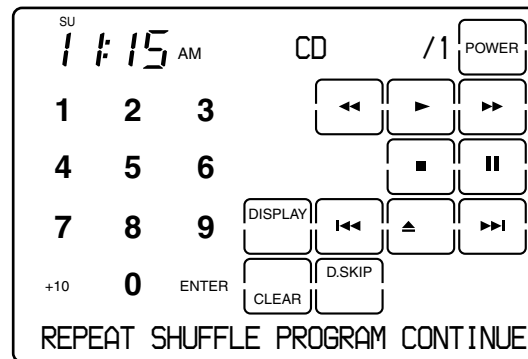 SU
11:15 AM CD /1 POWER
1 2 3
4 5 6
7 8 9 DISPLAY
+10 0 ENTER CLEAR D.SKIP
REPEAT SHUFFLE PROGRAM CONTINUE